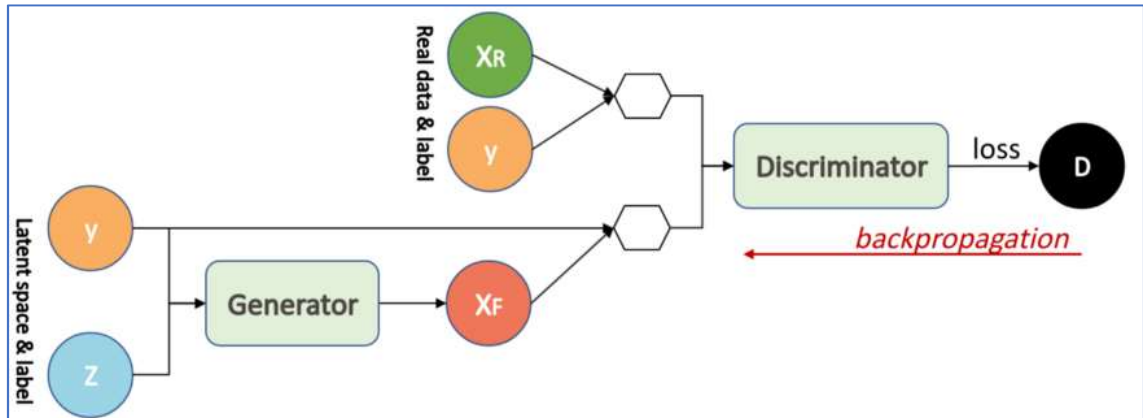 Real data & label
XR
y
Discriminator
loss
D
backpropagation
Latent space & label
y
Generator
XF
Z